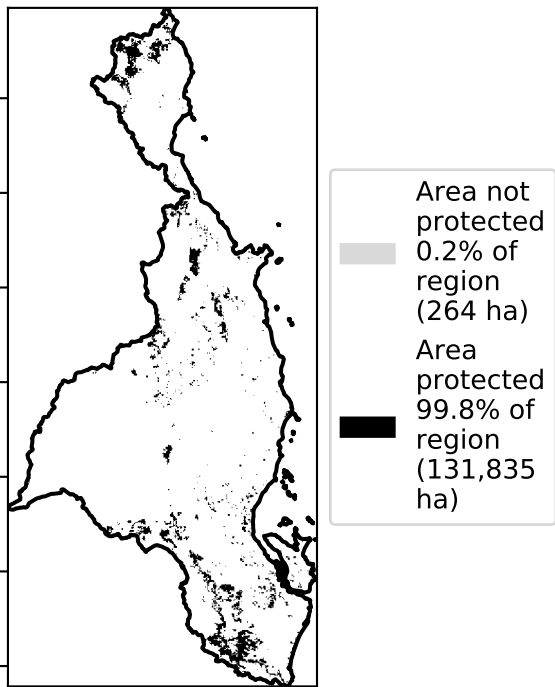 Area not
protected
0.2% of
region
(264 ha)
Area
protected
99.8% of
region
(131,835
ha)